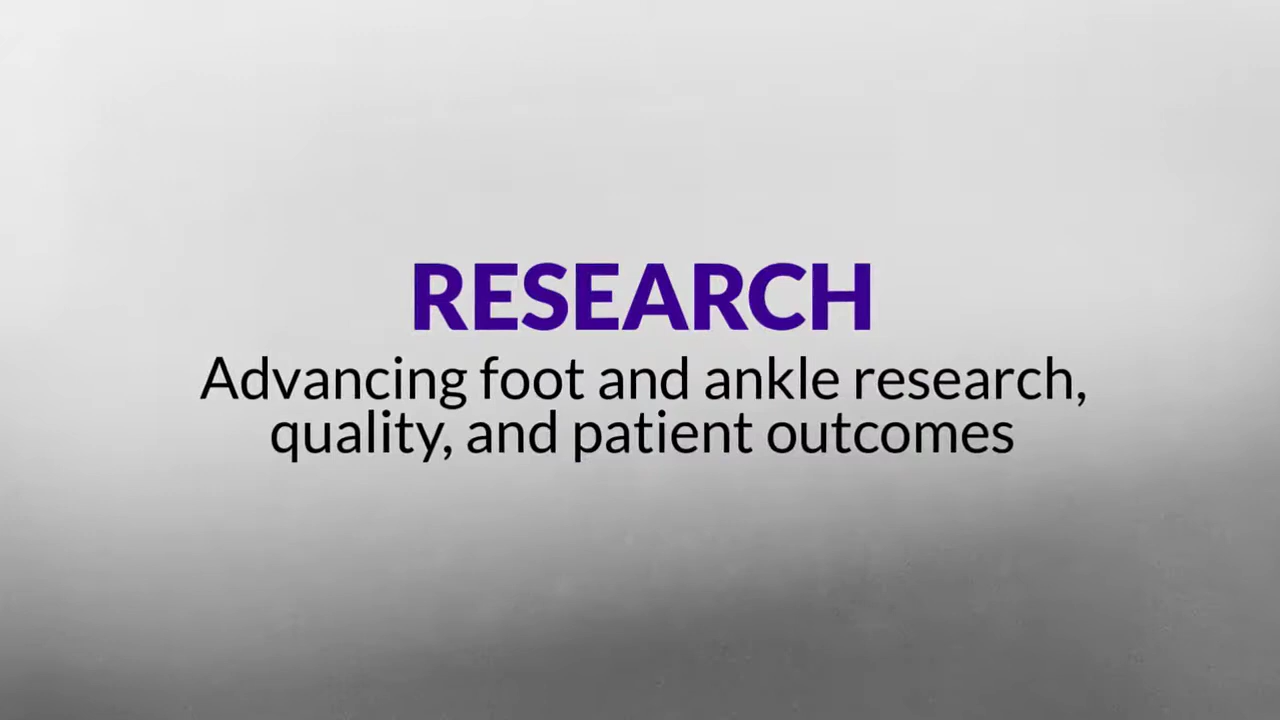 RESEARCH
Advancing foot and ankle research,
quality, and patient outcomes